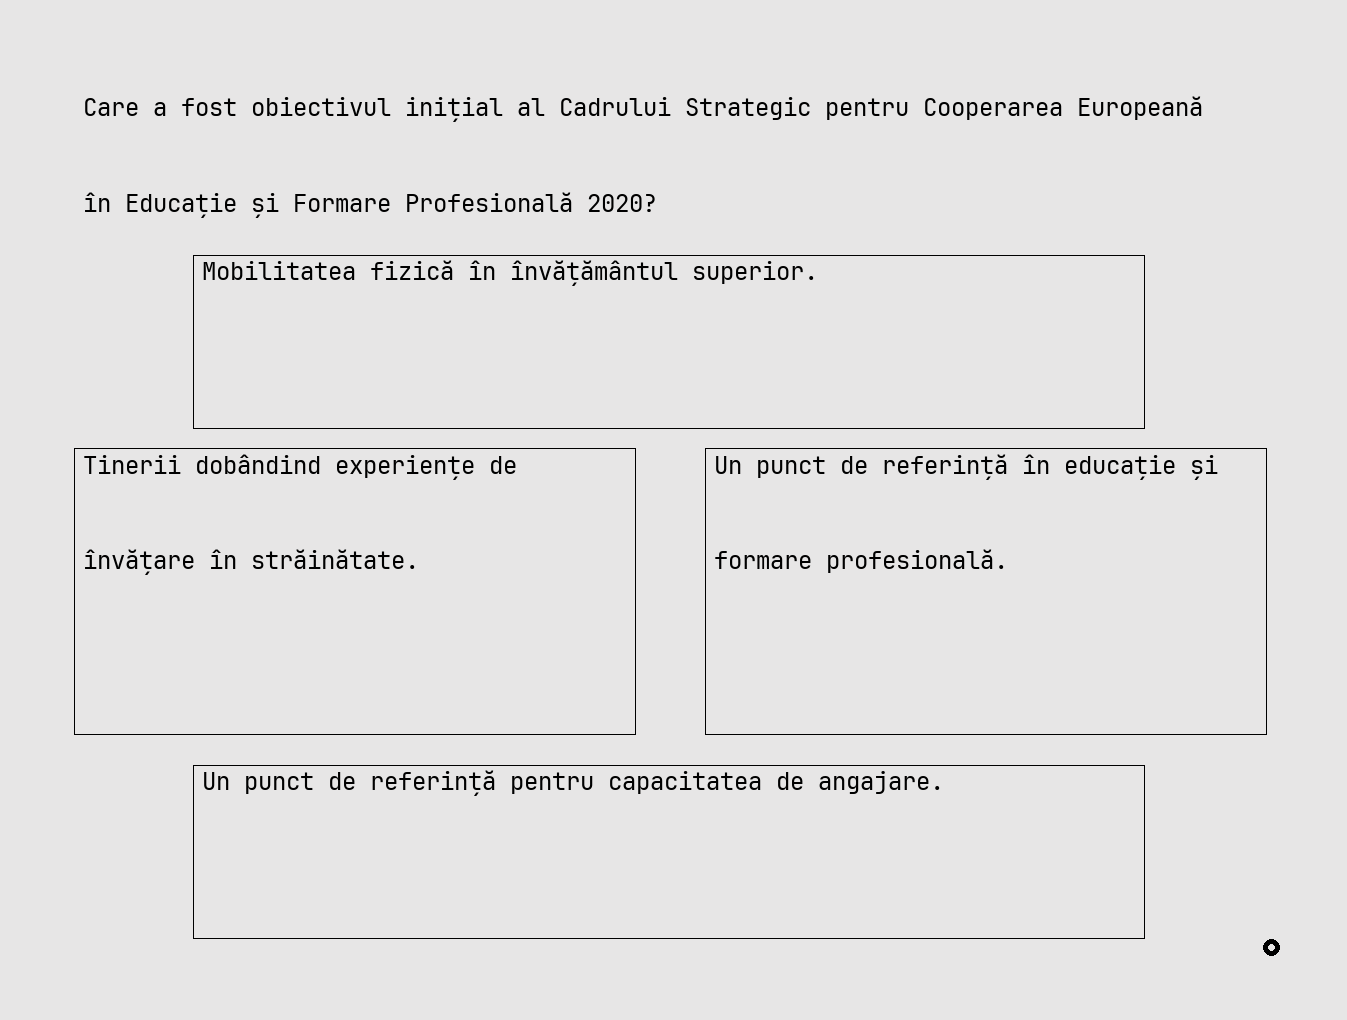 Care a fost obiectivul inițial al Cadrului Strategic pentru Cooperarea Europeană
în Educație și Formare Profesională 2020?
Mobilitatea fizică în învățământul superior.
Tinerii dobândind experiențe de
învățare în străinătate.
Un punct de referință în educație și
formare profesională.
Un punct de referință pentru capacitatea de angajare.